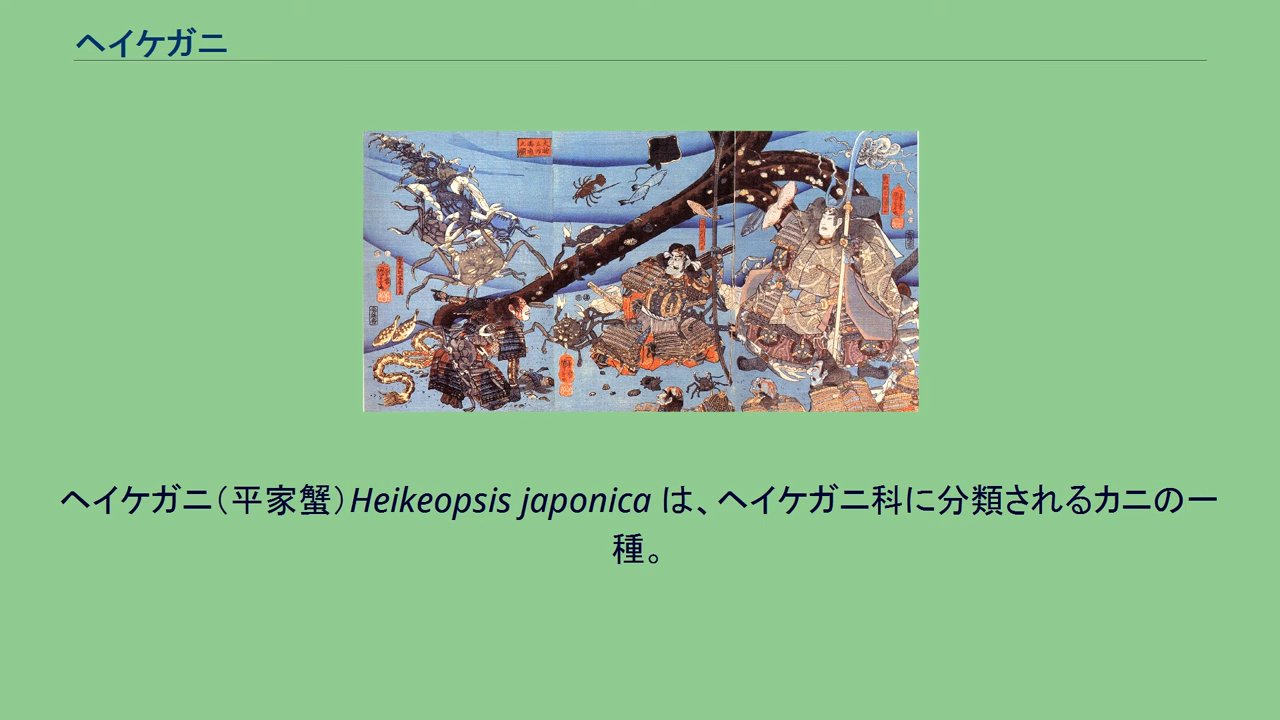 ヘイケガニ
ヘイケガニ（平家蟹）Heikeopsis japonica は、ヘイケガニ科に分類されるカニの一
種。